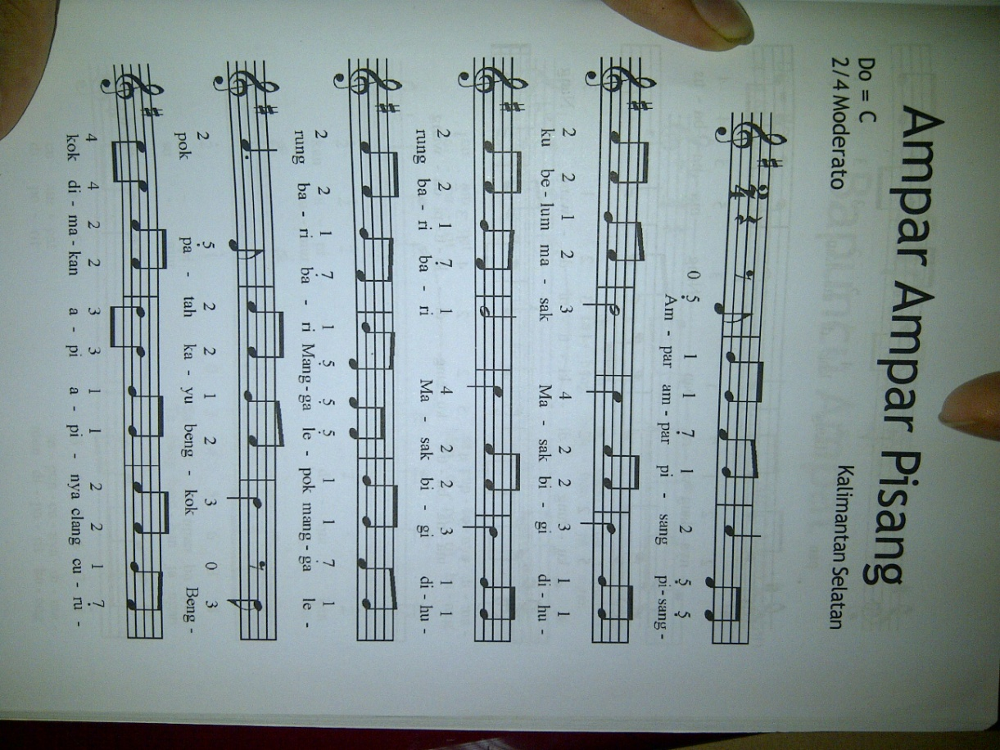 Ampar Ampar Pisang
Do = C
2/4 Moderato
Kalimantan Selatan
0 5̣ 1 1 7̣ 1 2 5̣ 5̣
Am - par am - par pi - sang pi - sang -
2 2 1 2 3 4 2 2 3 1 1
ku be - lum ma - sak Ma - sak bi - gi di - hu -
2 2 1 7̣ 1 4 2 2 3 1 1
rung ba - ri ba - ri Ma - sak bi - gi di - hu -
2 2 1 7̣ 1 5̣ 5̣ 5̣ 1 1 7̣ 1
rung ba - ri ba - ri Mang - ga le - pok mang - ga le -
2 5̣ 2 2 1 2 3 0 3
pok pa - tah ka - yu beng - kok Beng -
4 4 2 2 3 3 1 1 2 2 1 7̣
kok di - ma - kan a - pi a - pi - nya clang cu - ru -